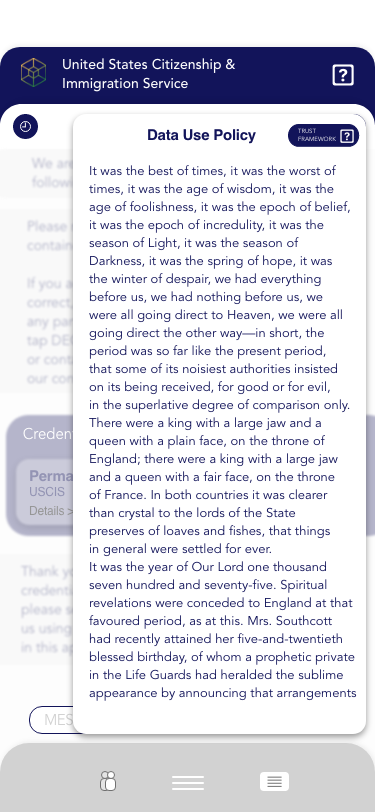 United States Citizenship &
Immigration Service
?
Data Use Policy
TRUST
FRAMEWORK ?
It was the best of times, it was the worst of
times, it was the age of wisdom, it was the
age of foolishness, it was the epoch of belief,
it was the epoch of incredulity, it was the
season of Light, it was the season of
Darkness, it was the spring of hope, it was
the winter of despair, we had everything
before us, we had nothing before us, we
were all going direct to Heaven, we were all
going direct the other way—in short, the
period was so far like the present period,
that some of its noisiest authorities insisted
on its being received, for good or for evil,
in the superlative degree of comparison only.
There were a king with a large jaw and a
queen with a plain face, on the throne of
England; there were a king with a large jaw
and a queen with a fair face, on the throne
of France. In both countries it was clearer
than crystal to the lords of the State
preserves of loaves and fishes, that things
in general were settled for ever.
It was the year of Our Lord one thousand
seven hundred and seventy-five. Spiritual
revelations were conceded to England at that
favoured period, as at this. Mrs. Southcott
had recently attained her five-and-twentieth
blessed birthday, of whom a prophetic private
in the Life Guards had heralded the sublime
appearance by announcing that arrangements
We are
follow
Please
contain
If you a
correct,
any par
tap DE
or conta
our con
Creden
Perma
USCIS
Details >
Thank y
credenti
please s
us using
in this ap
MES